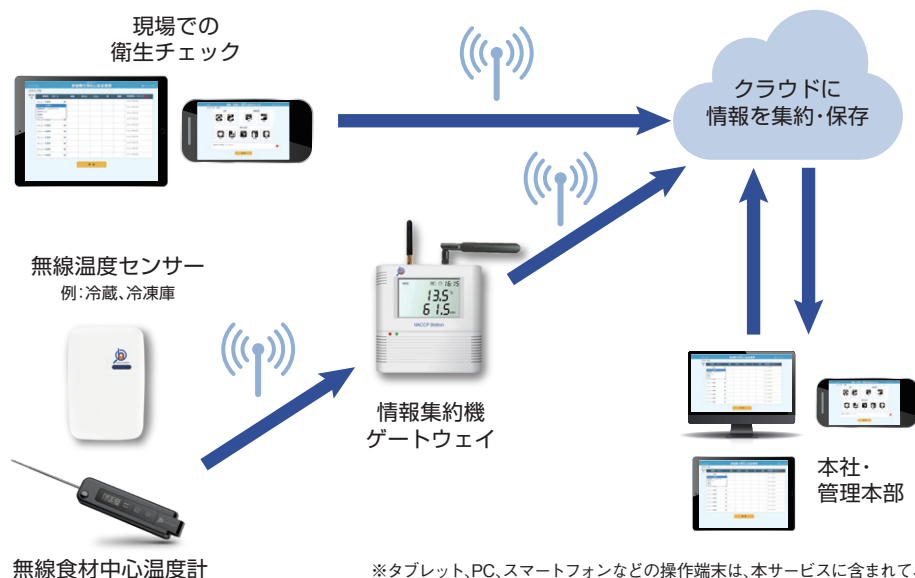 現場での
衛生チェック
クラウドに
情報を集約・保存
無線温度センサー
例：冷蔵、冷凍庫
16:15
13.5
61.5
HACCP Station
情報集約機
ゲートウェイ
本社・
管理本部
無線食材中心温度計
※タブレット、PC、スマートフォンなどの操作端末は、本サービスに含まれて